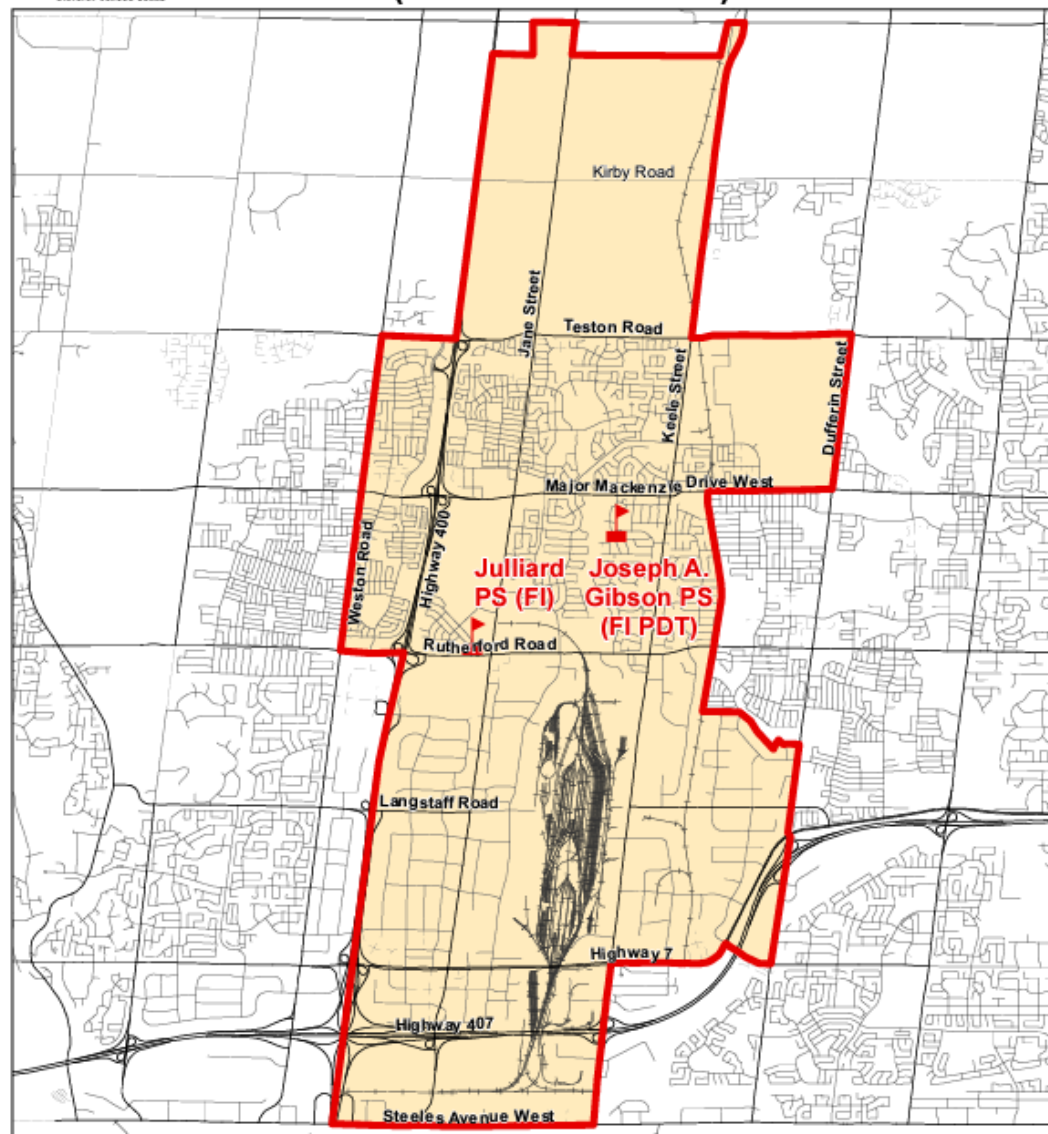 Kirby Road
Jane Street
Teston Road
Keele Street
Dufferin Street
Major Mackenzie Drive West
Weston Road
Highway 400
Julliard
PS (FI)
Joseph A.
Gibson PS
(FI PDT)
Rutherford Road
Langstaff Road
Highway 7
Highway 407
Steeles Avenue West